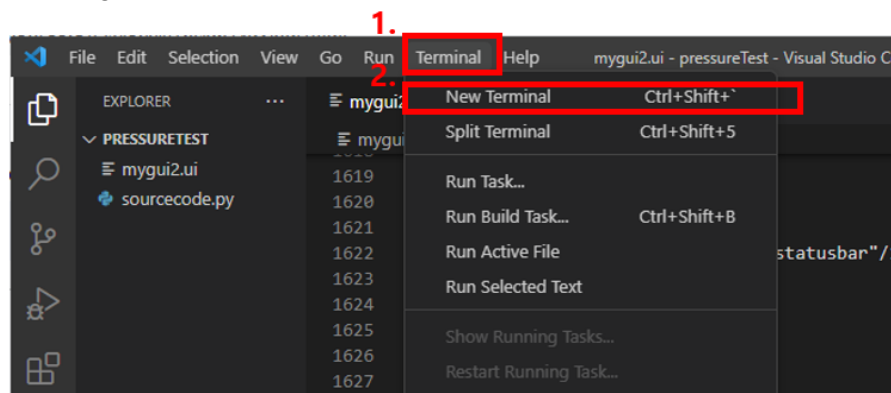 1.
File Edit Selection View Go Run Terminal Help mygui2.ui - pressureTest - Visual Studio C
2.
EXPLORER ... mygui2
New Terminal Ctrl+Shift+`
PRESSURETEST mygui
Split Terminal Ctrl+Shift+5
mygui2.ui
1619
Run Task...
sourcecode.py
1620
Run Build Task... Ctrl+Shift+B
1621
1622
Run Active File
statusbar"/
1623
Run Selected Text
1624
1625
Show Running Tasks...
1626
Restart Running Task...
1627